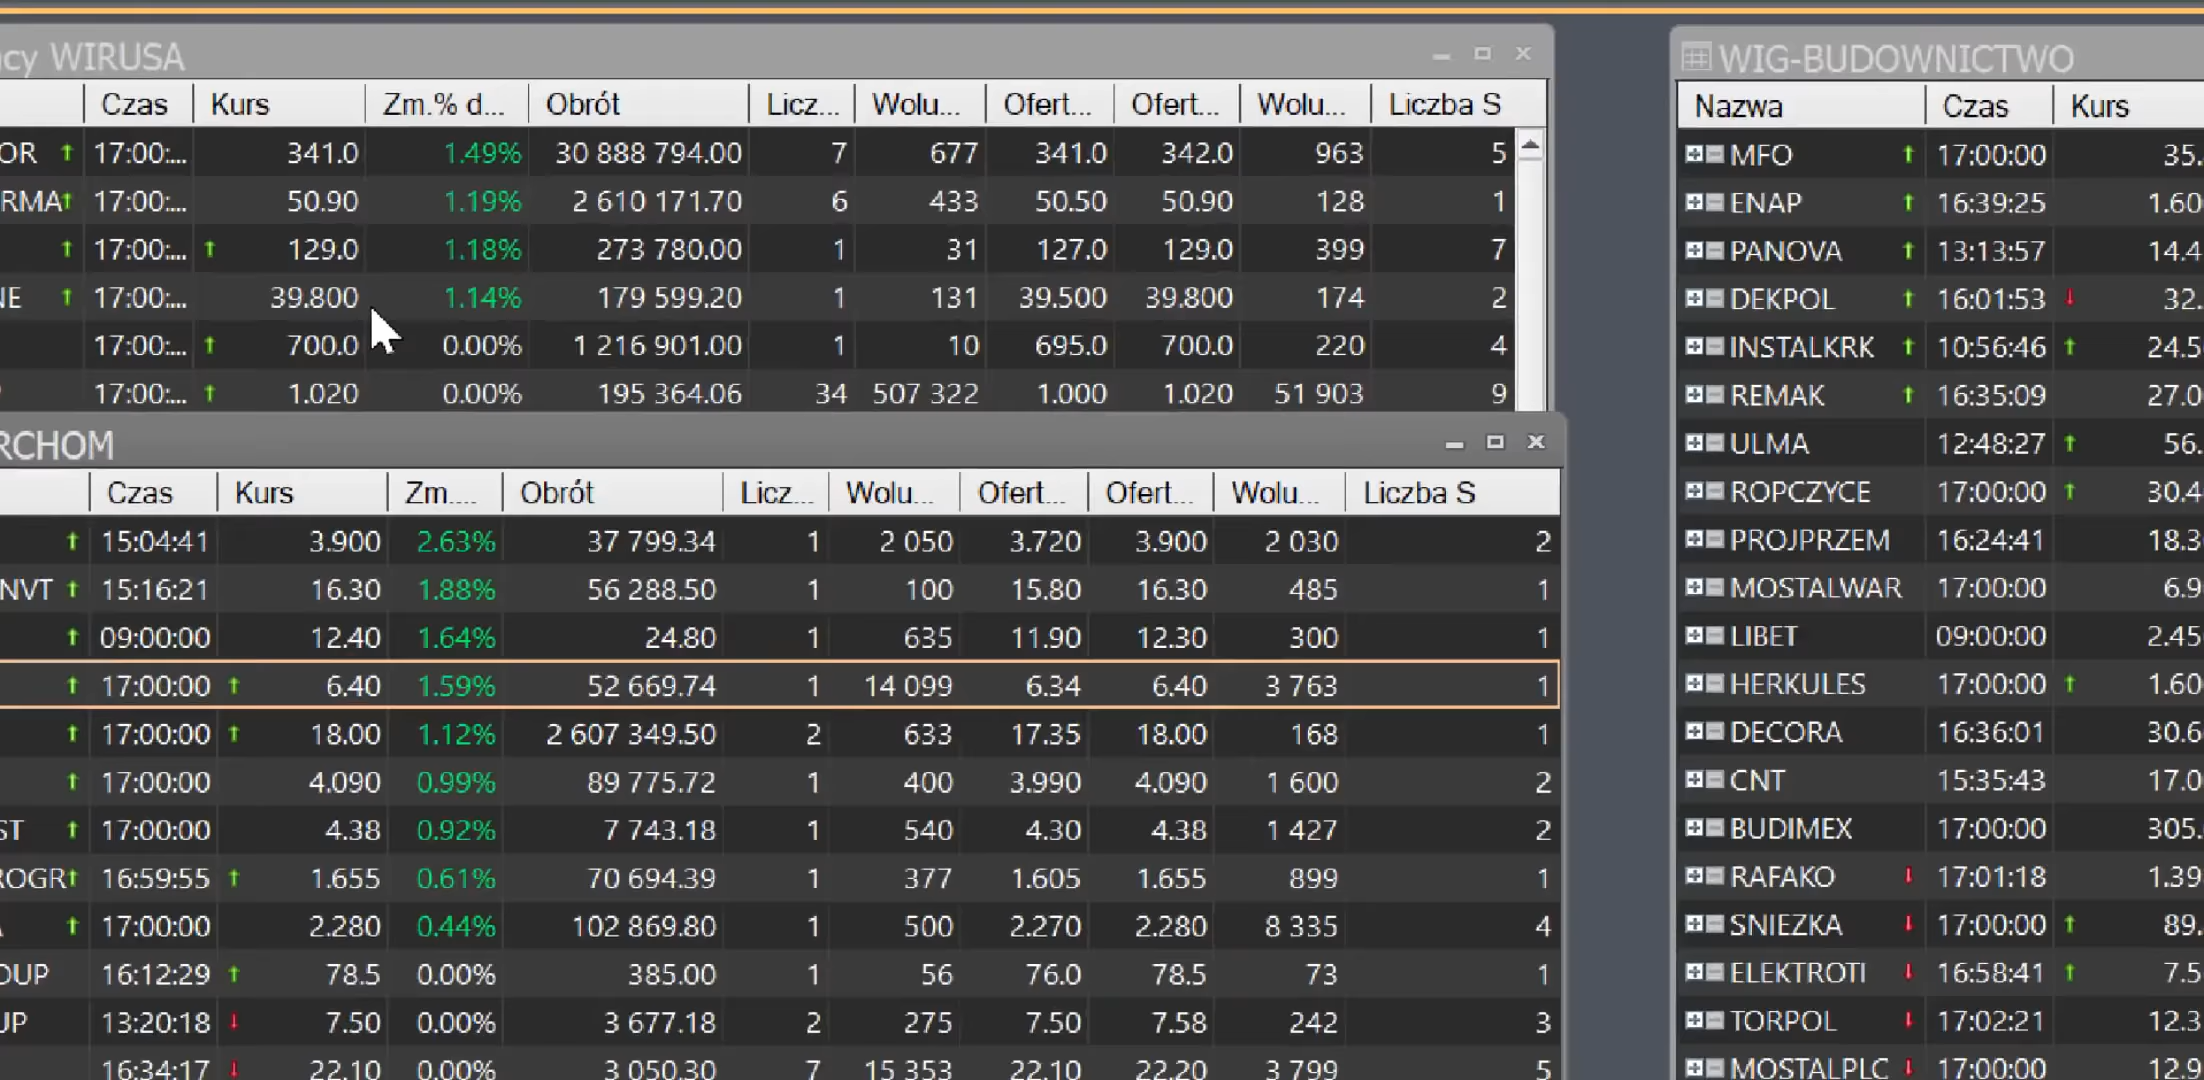 cy WIRUSA
Czas Kurs Zm.% d... Obrót Licz... Wolu... Ofert... Ofert... Wolu... Liczba S
OR 17:00:... 341.0 1.49% 30 888 794.00 7 677 341.0 342.0 963 5
RMA 17:00:... 50.90 1.19% 2 610 171.70 6 433 50.50 50.90 128 1
17:00:... 129.0 1.18% 273 780.00 1 31 127.0 129.0 399 7
NE 17:00:... 39.800 1.14% 179 599.20 1 131 39.500 39.800 174 2
17:00:... 700.0 0.00% 1 216 901.00 1 10 695.0 700.0 220 4
17:00:... 1.020 0.00% 195 364.06 34 507 322 1.000 1.020 51 903 9
RCHOM
Czas Kurs Zm.... Obrót Licz... Wolu... Ofert... Ofert... Wolu... Liczba S
15:04:41 3.900 2.63% 37 799.34 1 2 050 3.720 3.900 2 030 2
NVT 15:16:21 16.30 1.88% 56 288.50 1 100 15.80 16.30 485 1
09:00:00 12.40 1.64% 24.80 1 635 11.90 12.30 300 1
17:00:00 6.40 1.59% 52 669.74 1 14 099 6.34 6.40 3 763 1
17:00:00 18.00 1.12% 2 607 349.50 2 633 17.35 18.00 168 1
17:00:00 4.090 0.99% 89 775.72 1 400 3.990 4.090 1 600 2
ST 17:00:00 4.38 0.92% 7 743.18 1 540 4.30 4.38 1 427 2
ROGR 16:59:55 1.655 0.61% 70 694.39 1 377 1.605 1.655 899 1
17:00:00 2.280 0.44% 102 869.80 1 500 2.270 2.280 8 335 4
OUP 16:12:29 78.5 0.00% 385.00 1 56 76.0 78.5 73 1
UP 13:20:18 7.50 0.00% 3 677.18 2 275 7.50 7.58 242 3
16:34:17 22.10 0.00% 3 050.30 7 15 353 22.10 22.20 3 799 5
WIG-BUDOWNICTWO
Nazwa Czas Kurs
MFO 17:00:00 35.
ENAP 16:39:25 1.60
PANOVA 13:13:57 14.4
DEKPOL 16:01:53 32.
INSTALKRK 10:56:46 24.5
REMAK 16:35:09 27.0
ULMA 12:48:27 56.
ROPCZYCE 17:00:00 30.4
PROJPRZEM 16:24:41 18.3
MOSTALWAR 17:00:00 6.9
LIBET 09:00:00 2.45
HERKULES 17:00:00 1.60
DECORA 16:36:01 30.6
CNT 15:35:43 17.0
BUDIMEX 17:00:00 305.
RAFAKO 17:01:18 1.39
SNIEZKA 17:00:00 89.
ELEKTROTI 16:58:41 7.5
TORPOL 17:02:21 12.3
MOSTALPLC 17:00:00 12.9